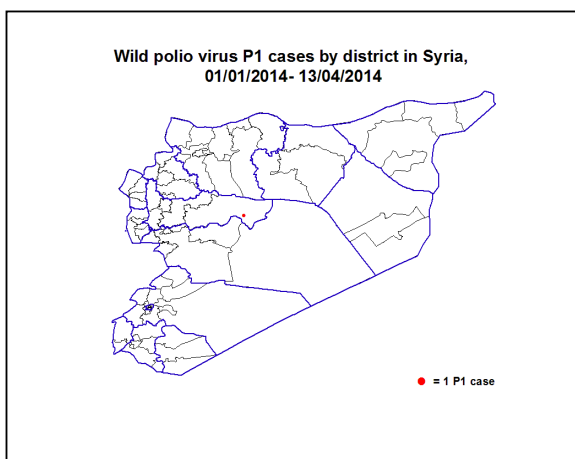 Wild polio virus P1 cases by district in Syria,
01/01/2014- 13/04/2014
= 1 P1 case